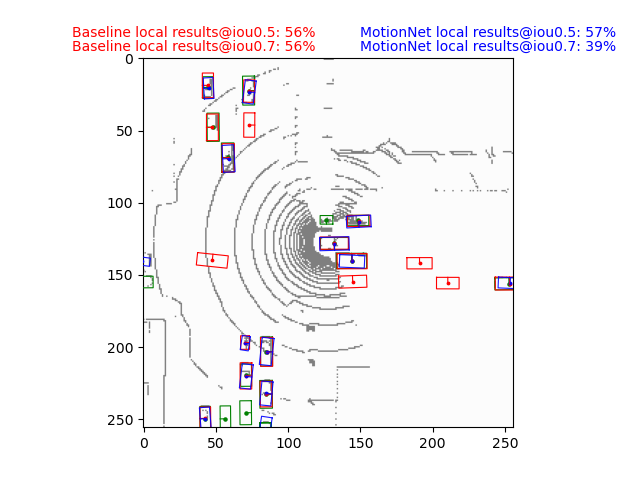 Baseline local results@iou0.5: 56%
MotionNet local results@iou0.5: 57%
Baseline local results@iou0.7: 56%
MotionNet local results@iou0.7: 39%
0
50
100
150
200
250
0 50 100 150 200 250